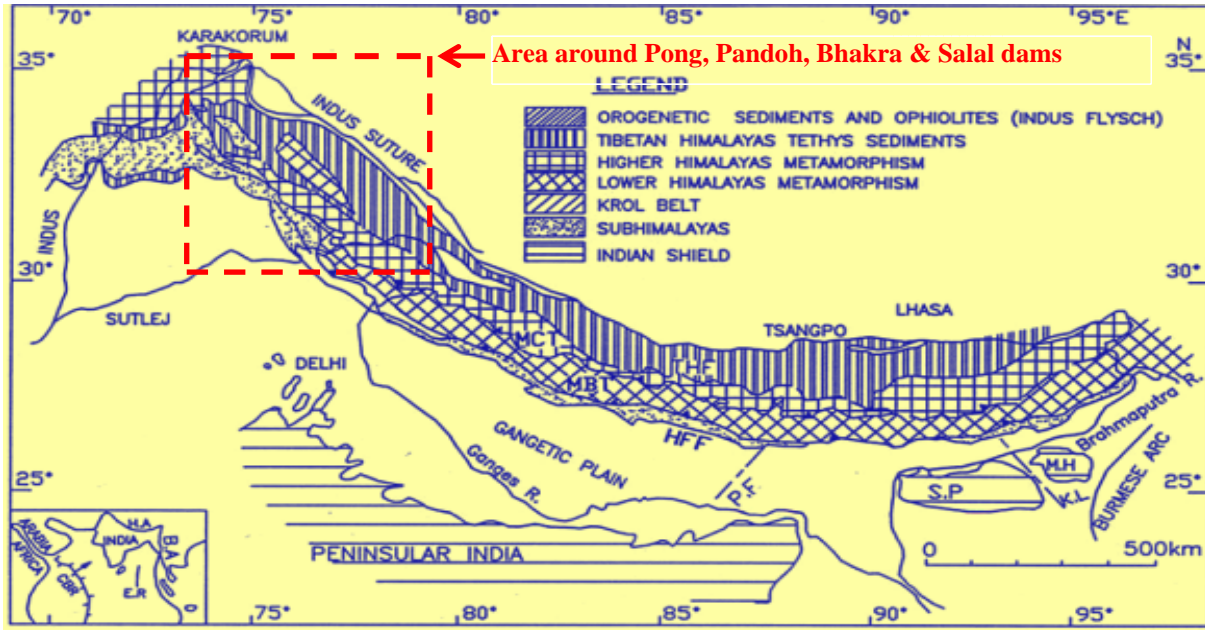 70° 75° 80° 85° 90° 95°E
KARAKORUM
35°
N
35°
Area around Pong, Pandoh, Bhakra & Salal dams
LEGEND
OROGENETIC SEDIMENTS AND OPHIOLITES (INDUS FLYSCH)
TIBETAN HIMALAYAS TETHYS SEDIMENTS
HIGHER HIMALAYAS METAMORPHISM
LOWER HIMALAYAS METAMORPHISM
KROL BELT
SUBHIMALAYAS
INDIAN SHIELD
INDUS SUTURE
INDUS
30°
30°
SUTLEJ
LHASA
TSANGPO
MCT
THF
DELHI
MBT
HFF
GANGETIC PLAIN
Ganges R.
P.F
Brahmaputra R.
M.H
S.P
K.L
BURMESE ARC
25°
25°
PENINSULAR INDIA
0 500km
H.A
ARABIA
INDIA
B.A
AFRICA
CBR
E.R
75° 80° 85° 90° 95°